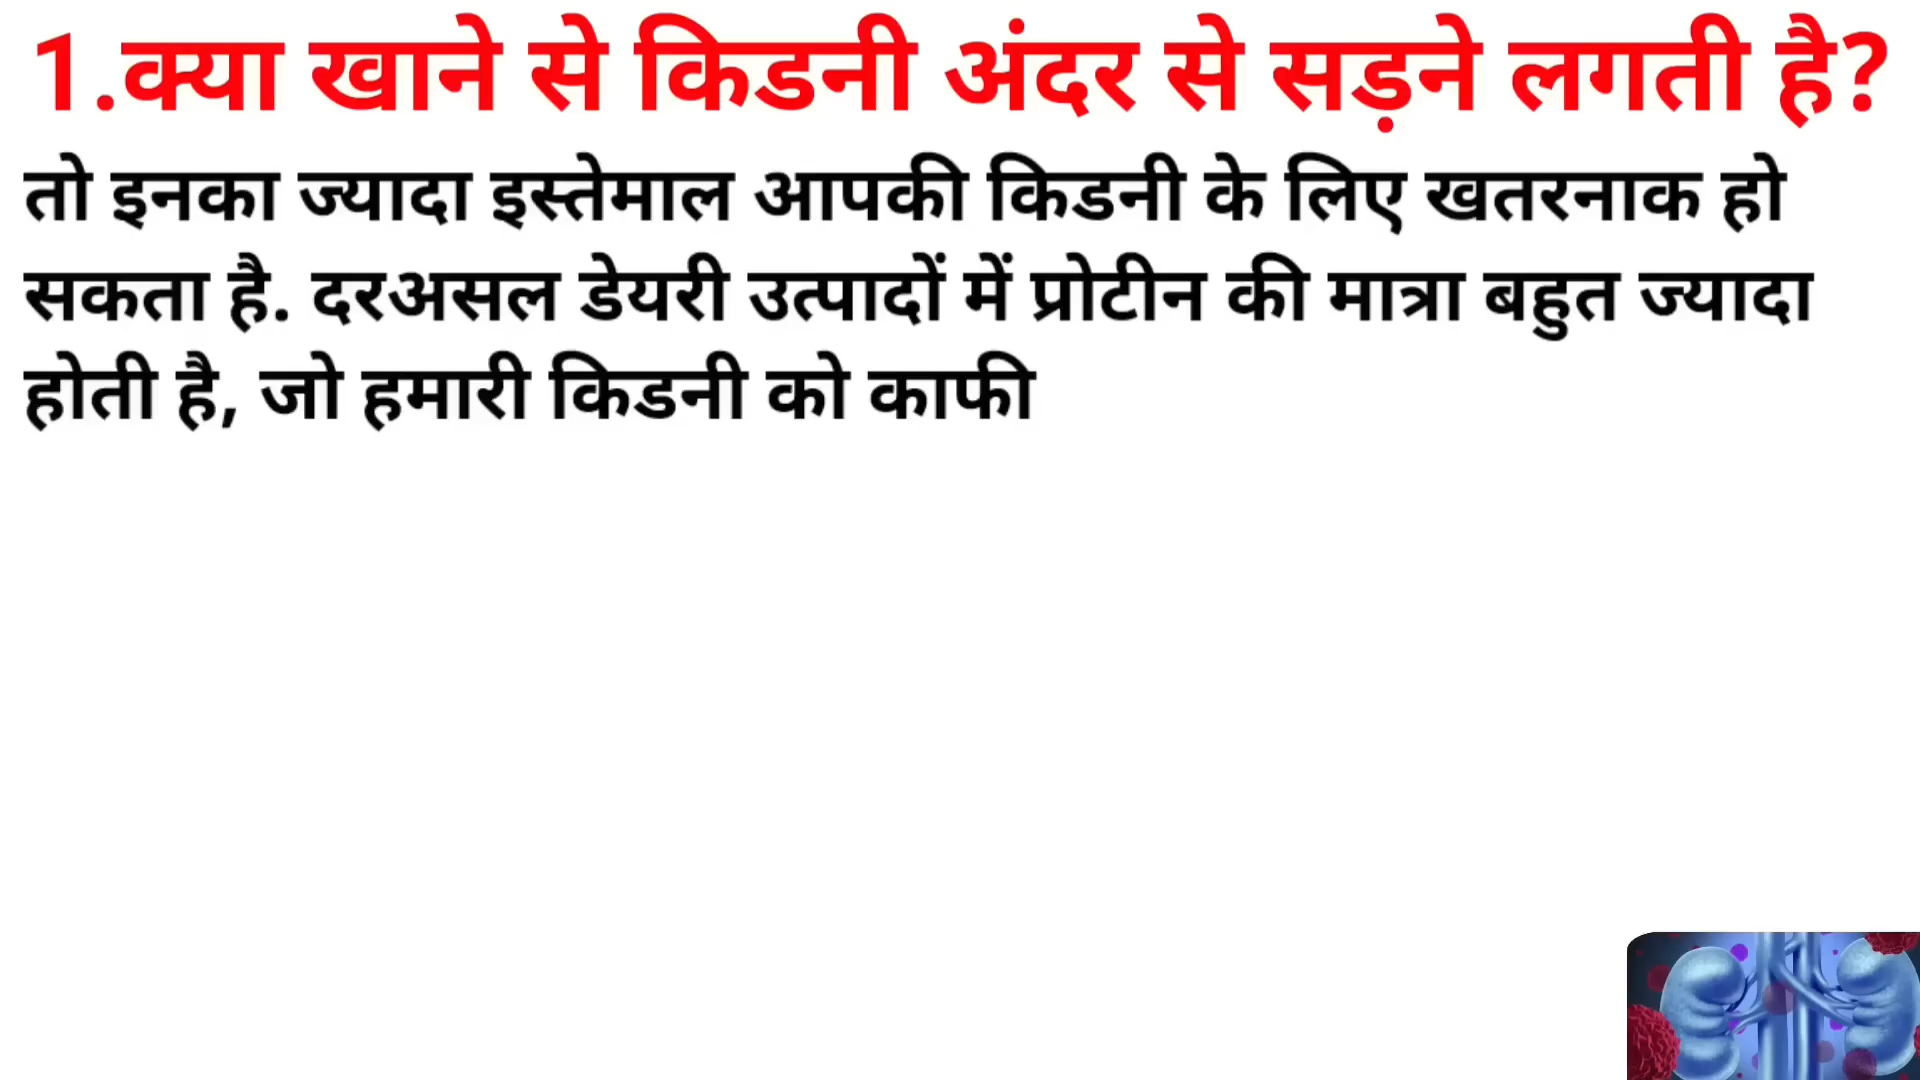 1.क्या खाने से किडनी अंदर से सड़ने लगती है?
तो इनका ज्यादा इस्तेमाल आपकी किडनी के लिए खतरनाक हो
सकता है. दरअसल डेयरी उत्पादों में प्रोटीन की मात्रा बहुत ज्यादा
होती है, जो हमारी किडनी को काफी